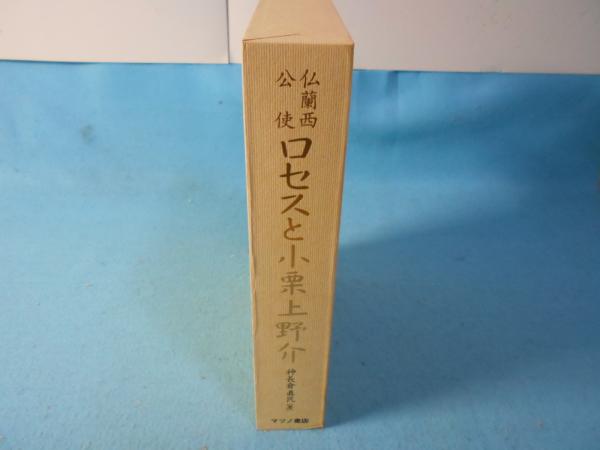 仏蘭西
公使
ロセスと小栗上野介
神長倉真民著
マツノ書店